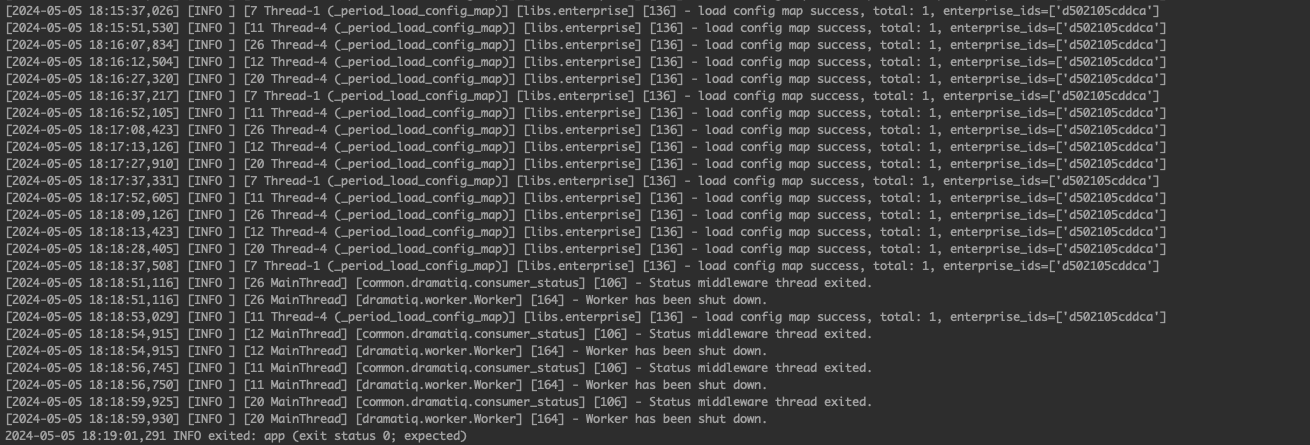 [2024-05-05 18:15:37,026] [INFO ] [7 Thread-1 (_period_load_config_map)] [libs.enterprise] [136] - load config map success, total: 1, enterprise_ids=['d502105cddca']
[2024-05-05 18:15:51,530] [INFO ] [11 Thread-4 (_period_load_config_map)] [libs.enterprise] [136] - load config map success, total: 1, enterprise_ids=['d502105cddca']
[2024-05-05 18:16:07,834] [INFO ] [26 Thread-4 (_period_load_config_map)] [libs.enterprise] [136] - load config map success, total: 1, enterprise_ids=['d502105cddca']
[2024-05-05 18:16:12,504] [INFO ] [12 Thread-4 (_period_load_config_map)] [libs.enterprise] [136] - load config map success, total: 1, enterprise_ids=['d502105cddca']
[2024-05-05 18:16:27,320] [INFO ] [20 Thread-4 (_period_load_config_map)] [libs.enterprise] [136] - load config map success, total: 1, enterprise_ids=['d502105cddca']
[2024-05-05 18:16:37,217] [INFO ] [7 Thread-1 (_period_load_config_map)] [libs.enterprise] [136] - load config map success, total: 1, enterprise_ids=['d502105cddca']
[2024-05-05 18:16:52,105] [INFO ] [11 Thread-4 (_period_load_config_map)] [libs.enterprise] [136] - load config map success, total: 1, enterprise_ids=['d502105cddca']
[2024-05-05 18:17:08,423] [INFO ] [26 Thread-4 (_period_load_config_map)] [libs.enterprise] [136] - load config map success, total: 1, enterprise_ids=['d502105cddca']
[2024-05-05 18:17:13,126] [INFO ] [12 Thread-4 (_period_load_config_map)] [libs.enterprise] [136] - load config map success, total: 1, enterprise_ids=['d502105cddca']
[2024-05-05 18:17:27,910] [INFO ] [20 Thread-4 (_period_load_config_map)] [libs.enterprise] [136] - load config map success, total: 1, enterprise_ids=['d502105cddca']
[2024-05-05 18:17:37,331] [INFO ] [7 Thread-1 (_period_load_config_map)] [libs.enterprise] [136] - load config map success, total: 1, enterprise_ids=['d502105cddca']
[2024-05-05 18:17:52,605] [INFO ] [11 Thread-4 (_period_load_config_map)] [libs.enterprise] [136] - load config map success, total: 1, enterprise_ids=['d502105cddca']
[2024-05-05 18:18:09,126] [INFO ] [26 Thread-4 (_period_load_config_map)] [libs.enterprise] [136] - load config map success, total: 1, enterprise_ids=['d502105cddca']
[2024-05-05 18:18:13,423] [INFO ] [12 Thread-4 (_period_load_config_map)] [libs.enterprise] [136] - load config map success, total: 1, enterprise_ids=['d502105cddca']
[2024-05-05 18:18:28,405] [INFO ] [20 Thread-4 (_period_load_config_map)] [libs.enterprise] [136] - load config map success, total: 1, enterprise_ids=['d502105cddca']
[2024-05-05 18:18:37,508] [INFO ] [7 Thread-1 (_period_load_config_map)] [libs.enterprise] [136] - load config map success, total: 1, enterprise_ids=['d502105cddca']
[2024-05-05 18:18:51,116] [INFO ] [26 MainThread] [common.dramatiq.consumer_status] [106] - Status middleware thread exited.
[2024-05-05 18:18:51,116] [INFO ] [26 MainThread] [dramatiq.worker.Worker] [164] - Worker has been shut down.
[2024-05-05 18:18:53,029] [INFO ] [11 Thread-4 (_period_load_config_map)] [libs.enterprise] [136] - load config map success, total: 1, enterprise_ids=['d502105cddca']
[2024-05-05 18:18:54,915] [INFO ] [12 MainThread] [common.dramatiq.consumer_status] [106] - Status middleware thread exited.
[2024-05-05 18:18:54,915] [INFO ] [12 MainThread] [dramatiq.worker.Worker] [164] - Worker has been shut down.
[2024-05-05 18:18:56,745] [INFO ] [11 MainThread] [common.dramatiq.consumer_status] [106] - Status middleware thread exited.
[2024-05-05 18:18:56,750] [INFO ] [11 MainThread] [dramatiq.worker.Worker] [164] - Worker has been shut down.
[2024-05-05 18:18:59,925] [INFO ] [20 MainThread] [common.dramatiq.consumer_status] [106] - Status middleware thread exited.
[2024-05-05 18:18:59,930] [INFO ] [20 MainThread] [dramatiq.worker.Worker] [164] - Worker has been shut down.
2024-05-05 18:19:01,291 INFO exited: app (exit status 0; expected)